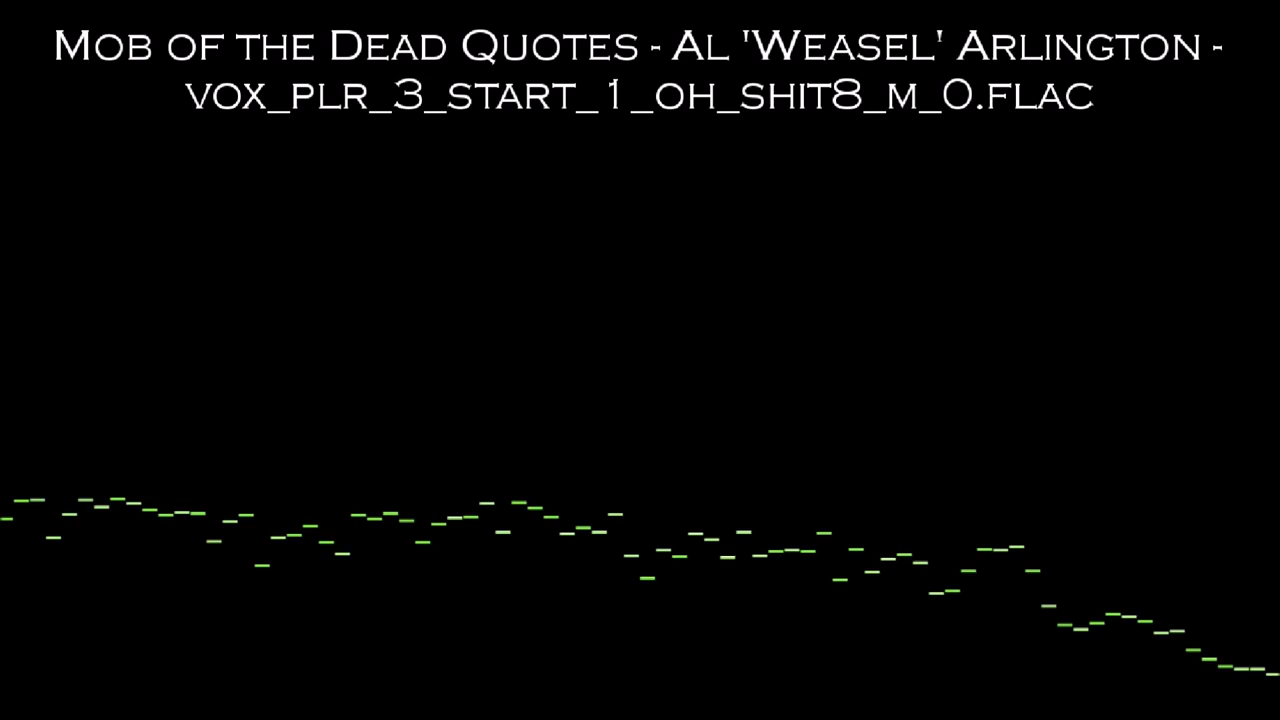 Mob of the Dead Quotes - Al 'Weasel' Arlington -
vox_plr_3_start_1_oh_shit8_m_0.flac